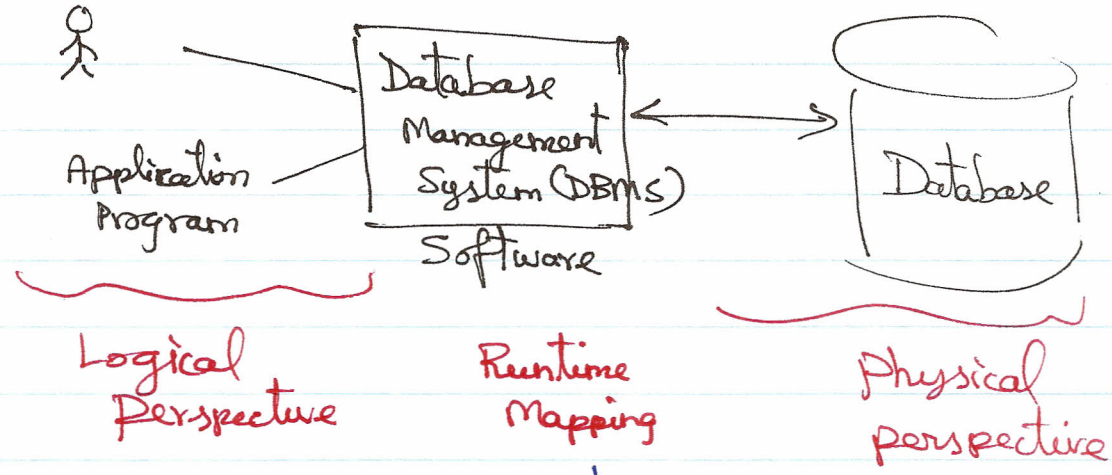 Database
Management
System (DBMS)
Software
Application
Program
Database
Logical
perspective
Runtime
Mapping
Physical
perspective